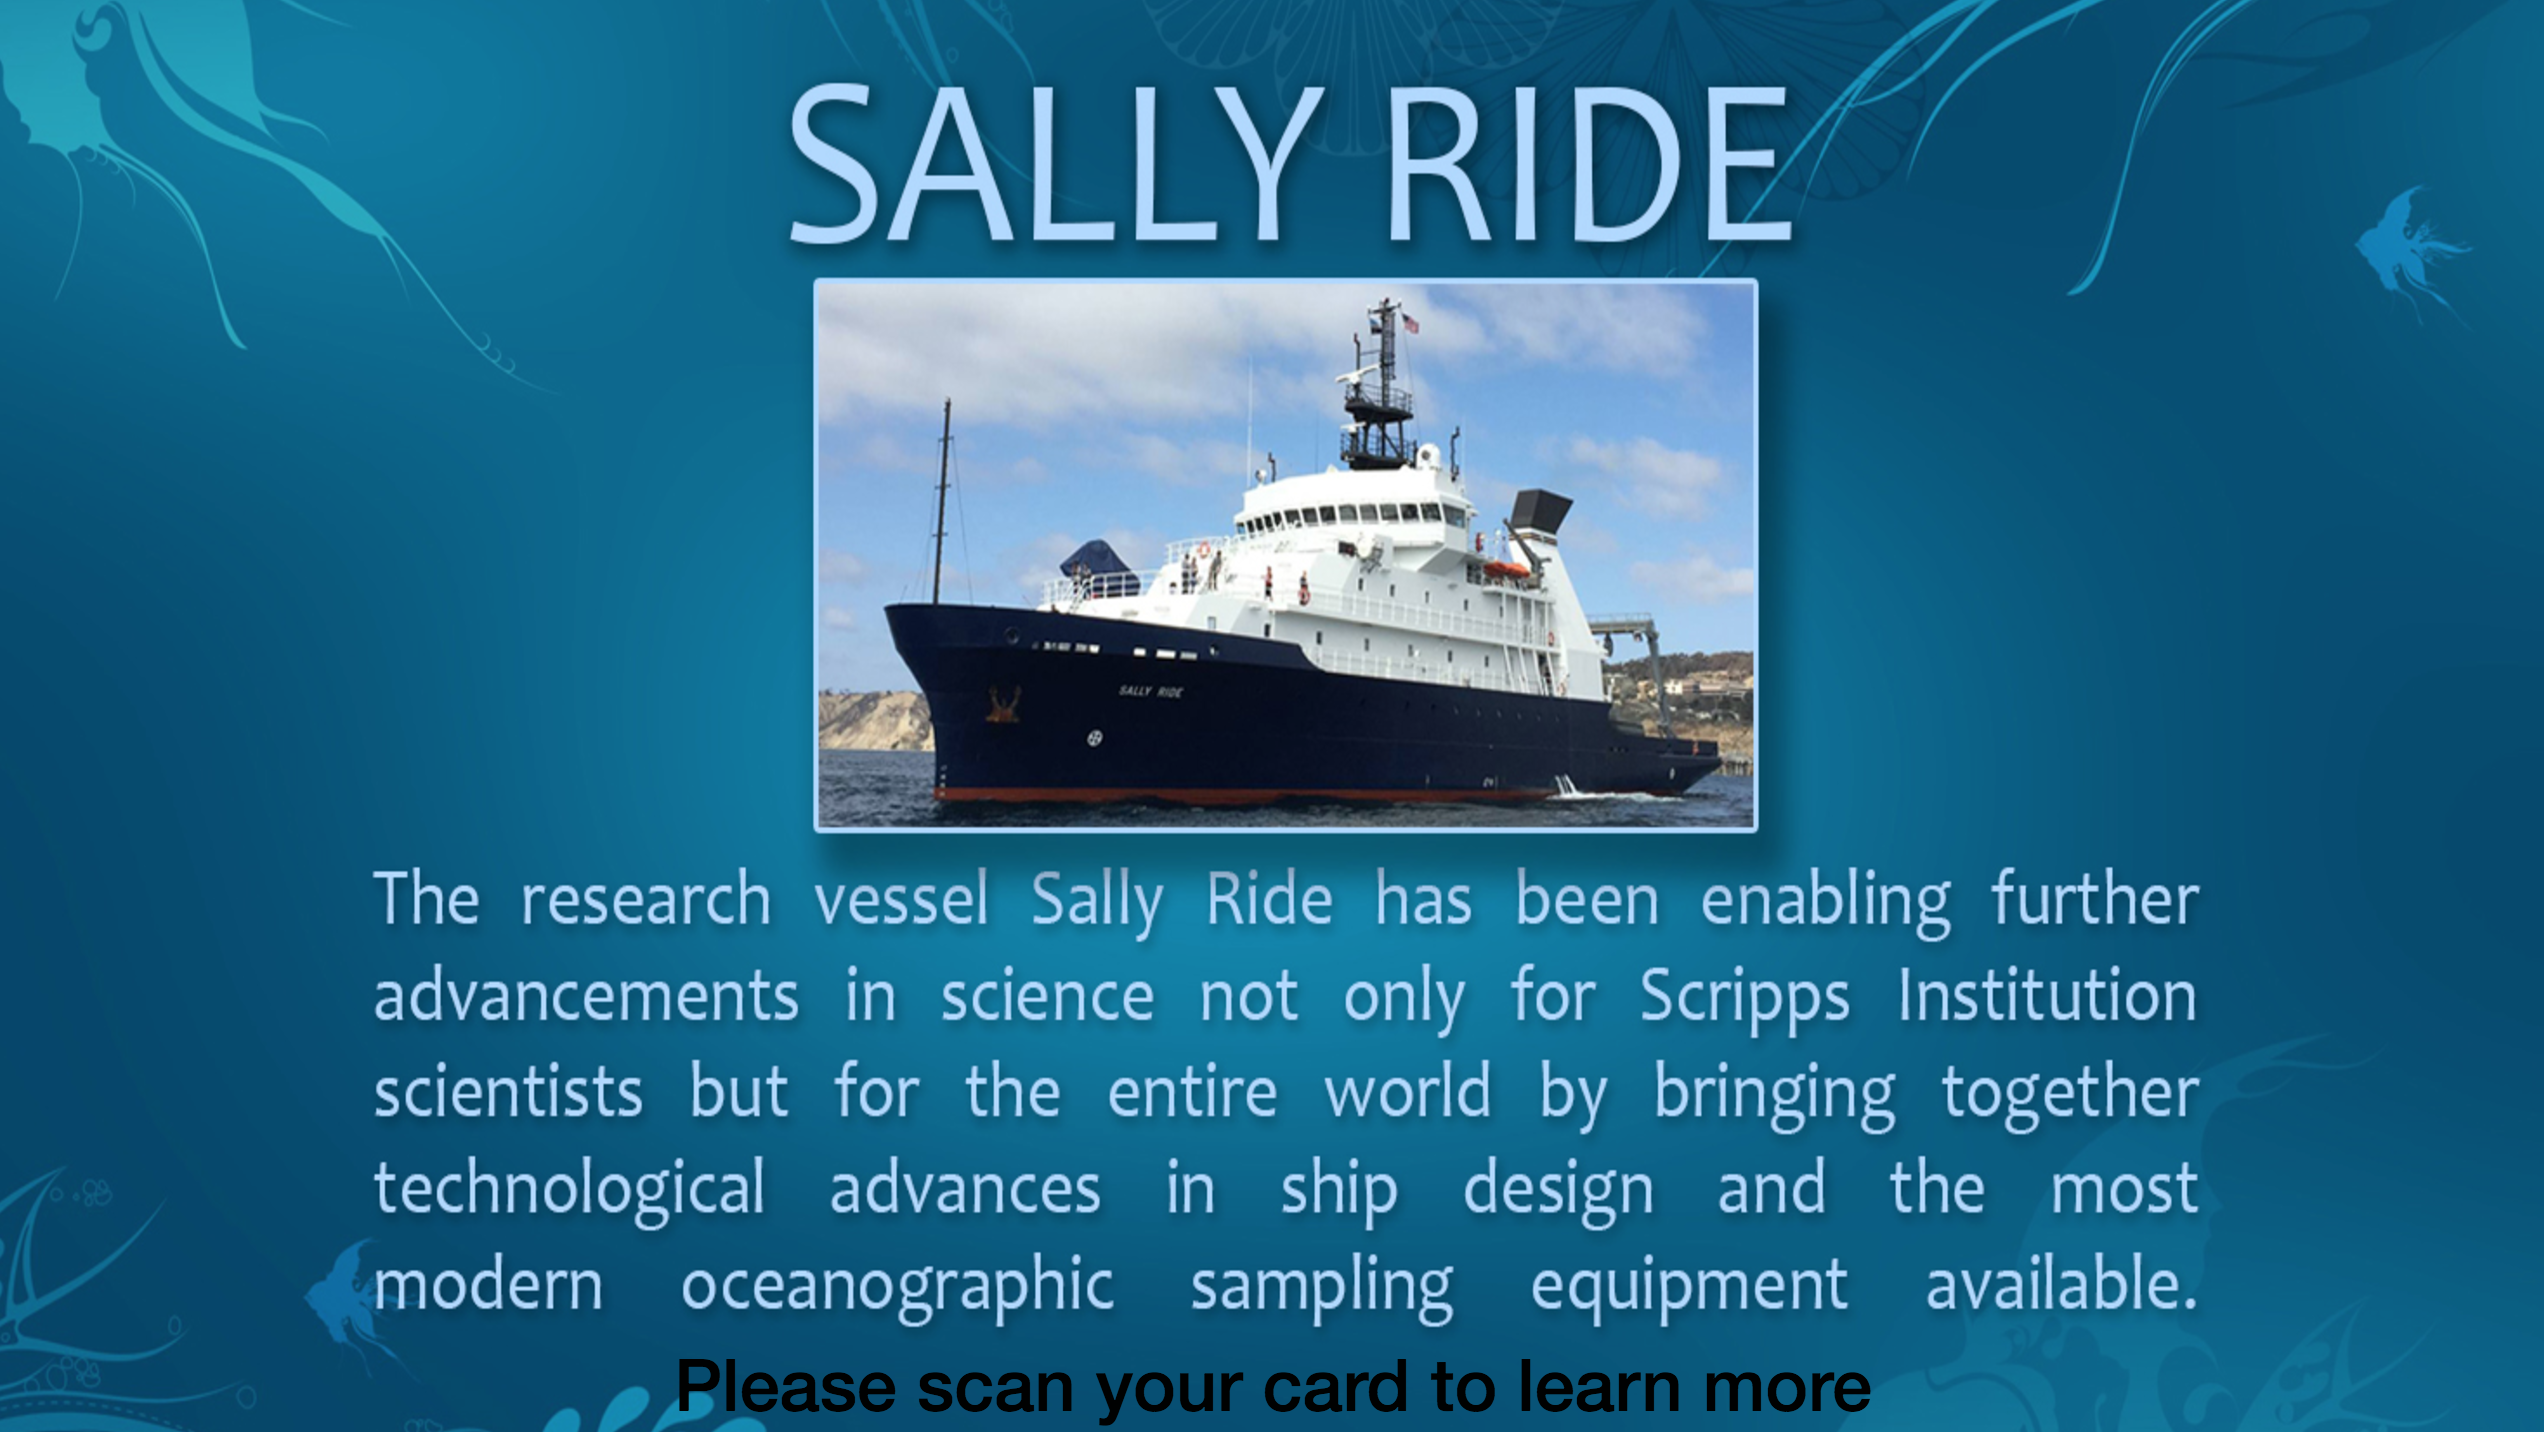 SALLY RIDE
SALLY RIDE
The research vessel Sally Ride has been enabling further
advancements in science not only for Scripps Institution
scientists but for the entire world by bringing together
technological advances in ship design and the most
modern oceanographic sampling equipment available.
Please scan your card to learn more